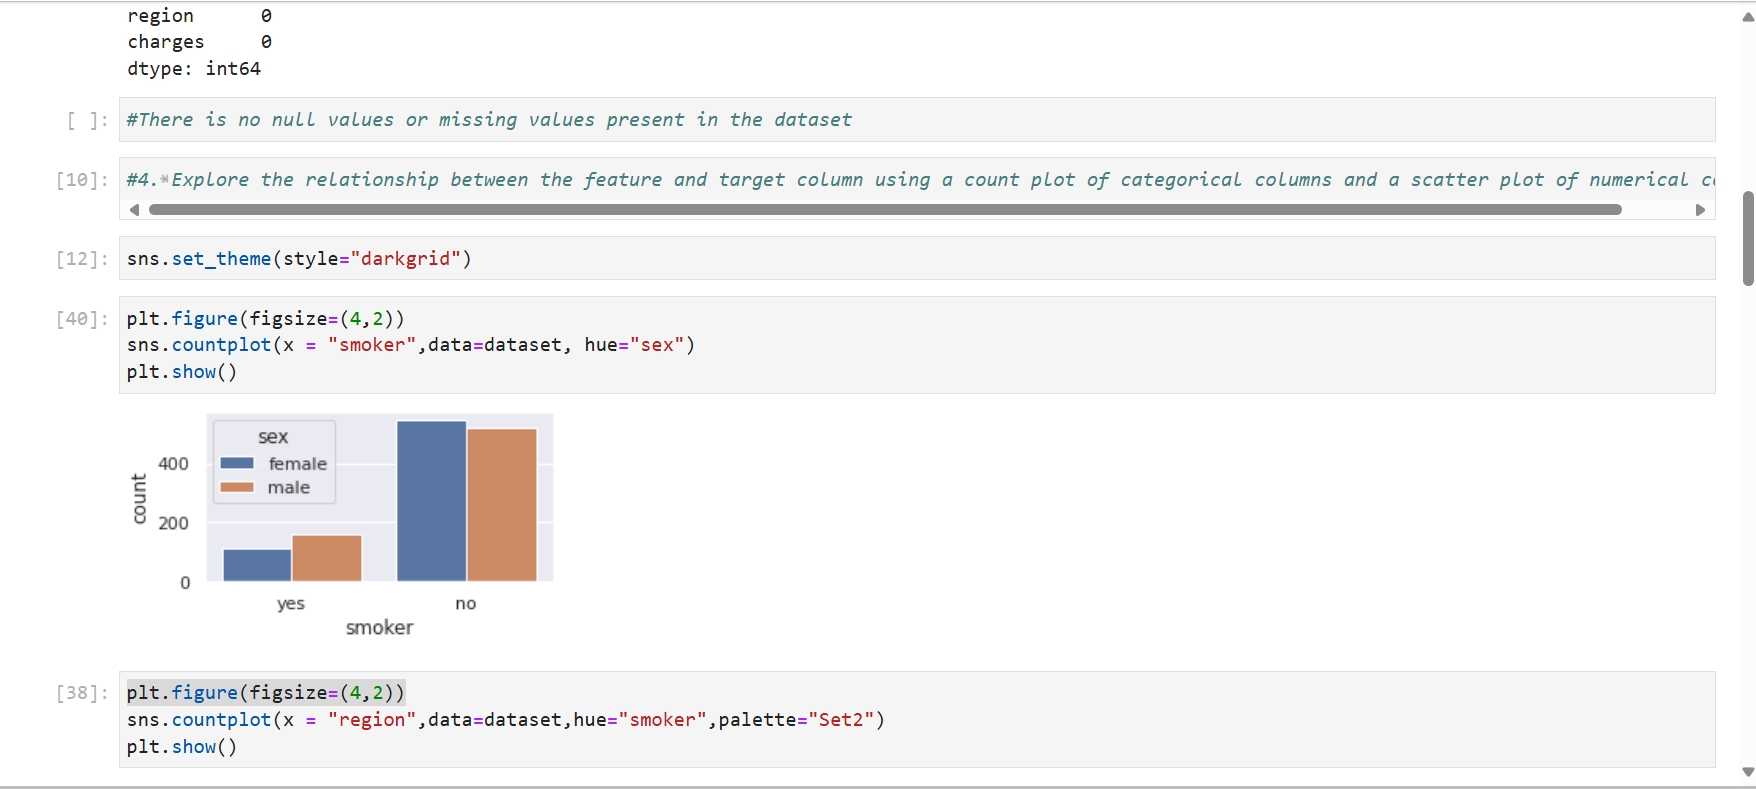 region      0
charges     0
dtype: int64
[ ]: #There is no null values or missing values present in the dataset
[10]: #4. Explore the relationship between the feature and target column using a count plot of categorical columns and a scatter plot of numerical
[12]: sns.set_theme(style="darkgrid")
[40]: plt.figure(figsize=(4,2))
sns.countplot(x = "smoker",data=dataset, hue="sex")
plt.show()
sex
female
male
400
200
0
count
yes no
smoker
[38]: plt.figure(figsize=(4,2))
sns.countplot(x = "region",data=dataset,hue="smoker",palette="Set2")
plt.show()